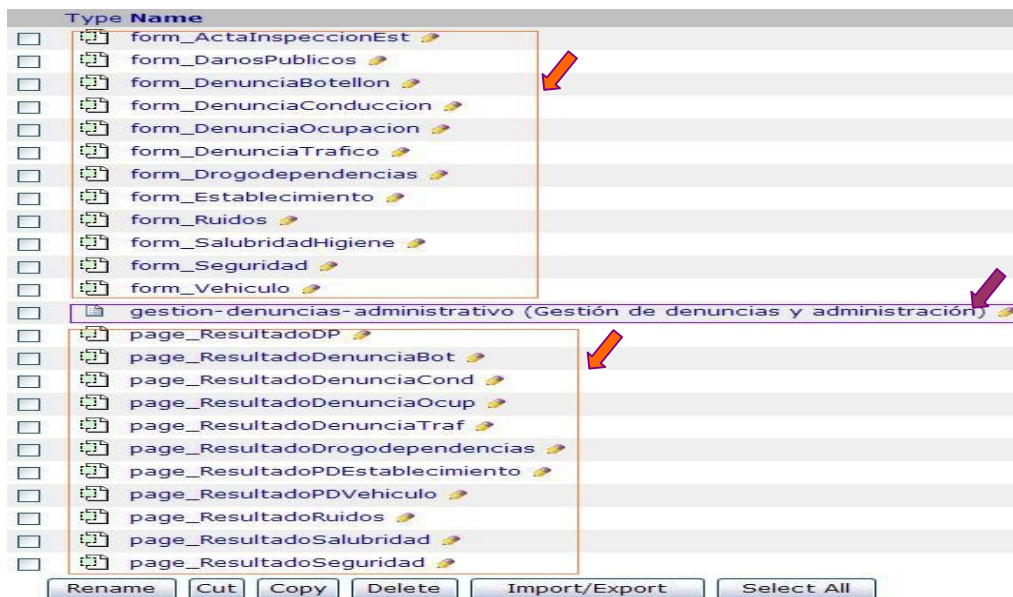 Type Name
form_ActaInspeccionEst
form_DanosPublicos
form_DenunciaBotellon
form_DenunciaConduccion
form_DenunciaOcupacion
form_DenunciaTrafico
form_Drogodependencias
form_Establecimiento
form_Ruidos
form_SalubridadHigiene
form_Seguridad
form_Vehiculo
gestion-denuncias-administrativo (Gestión de denuncias y administración)
page_ResultadoDP
page_ResultadoDenunciaBot
page_ResultadoDenunciaCond
page_ResultadoDenunciaOcup
page_ResultadoDenunciaTraf
page_ResultadoDrogodependencias
page_ResultadoPDEstablecimiento
page_ResultadoPDVehiculo
page_ResultadoRuidos
page_ResultadoSalubridad
page_ResultadoSeguridad
Rename Cut Copy Delete Import/Export Select All